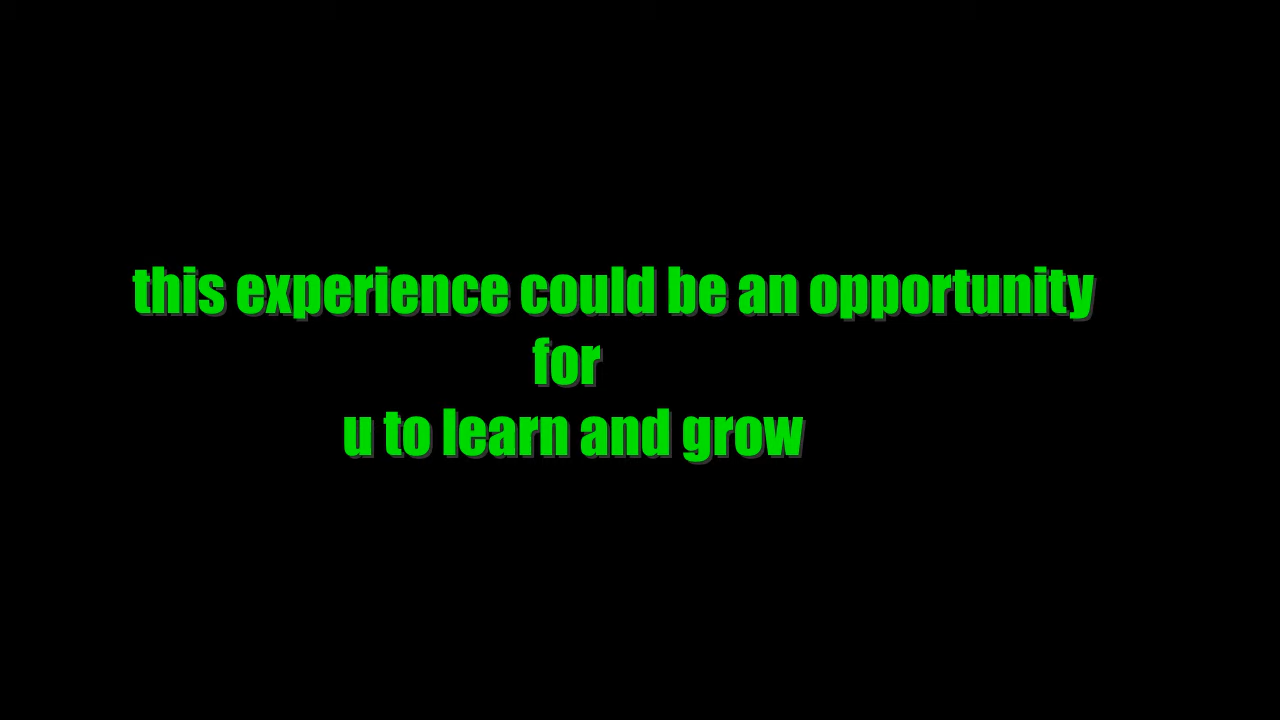 this experience could be an opportunity
for
u to learn and grow